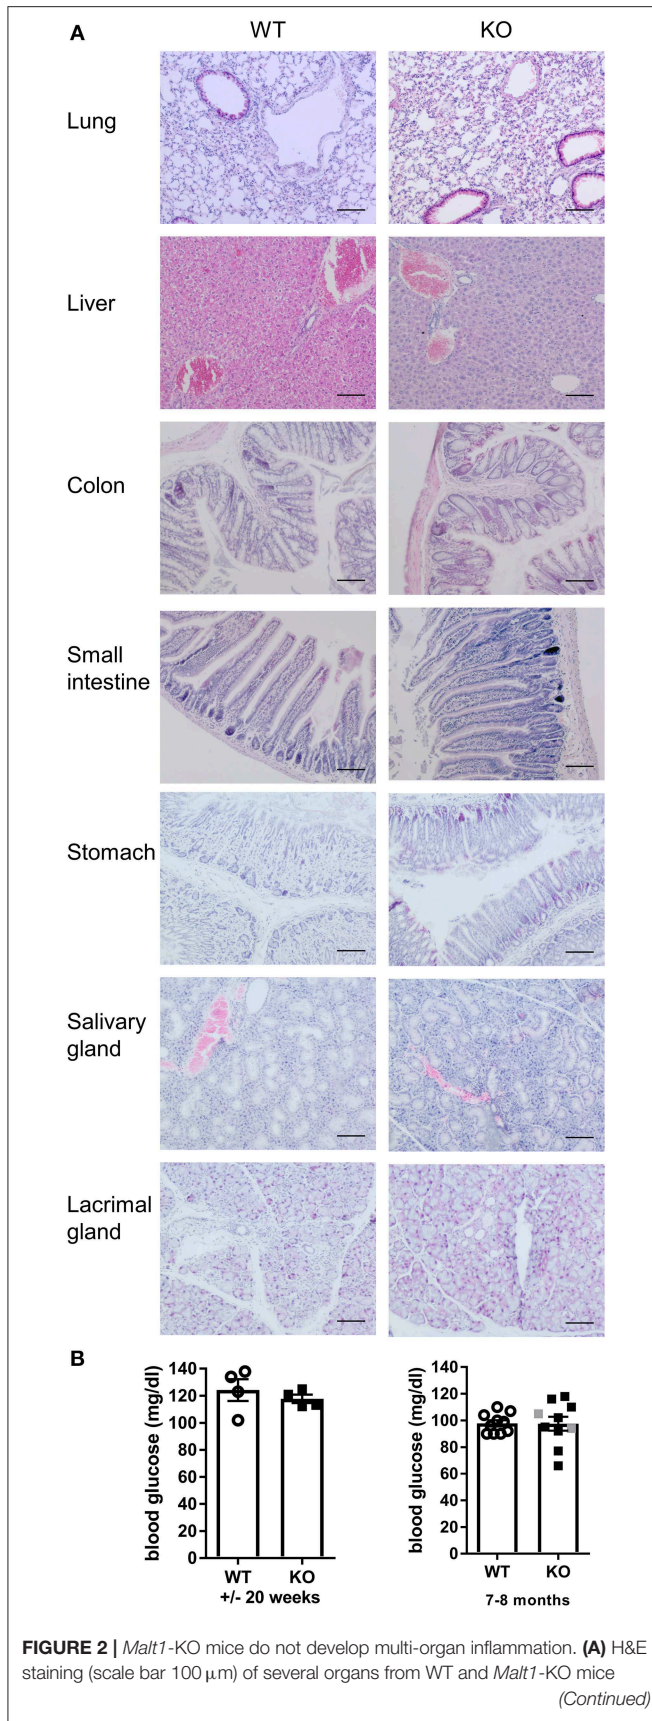 A
WT KO
Lung
Liver
Colon
Small
intestine
Stomach
Salivary
gland
Lacrimal
gland
B
blood glucose (mg/dl)
140
120
100
80
60
40
20
0
WT KO
+/- 20 weeks
blood glucose (mg/dl)
140
120
100
80
60
40
20
0
WT KO
7-8 months
FIGURE 2 | Malt1-KO mice do not develop multi-organ inflammation. (A) H&E
staining (scale bar 100 μm) of several organs from WT and Malt1-KO mice
(Continued)